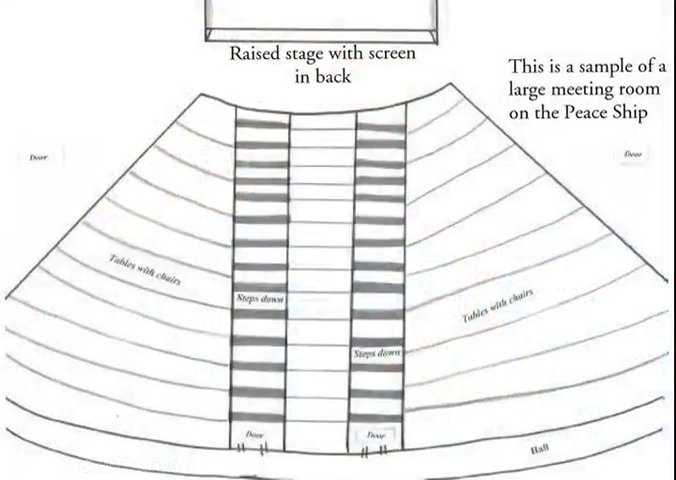 Raised stage with screen
in back
This is a sample of a
large meeting room
on the Peace Ship
Door
Door
Tables with chairs
Steps down
Tables with chairs
Steps down
Door
Door
Hall